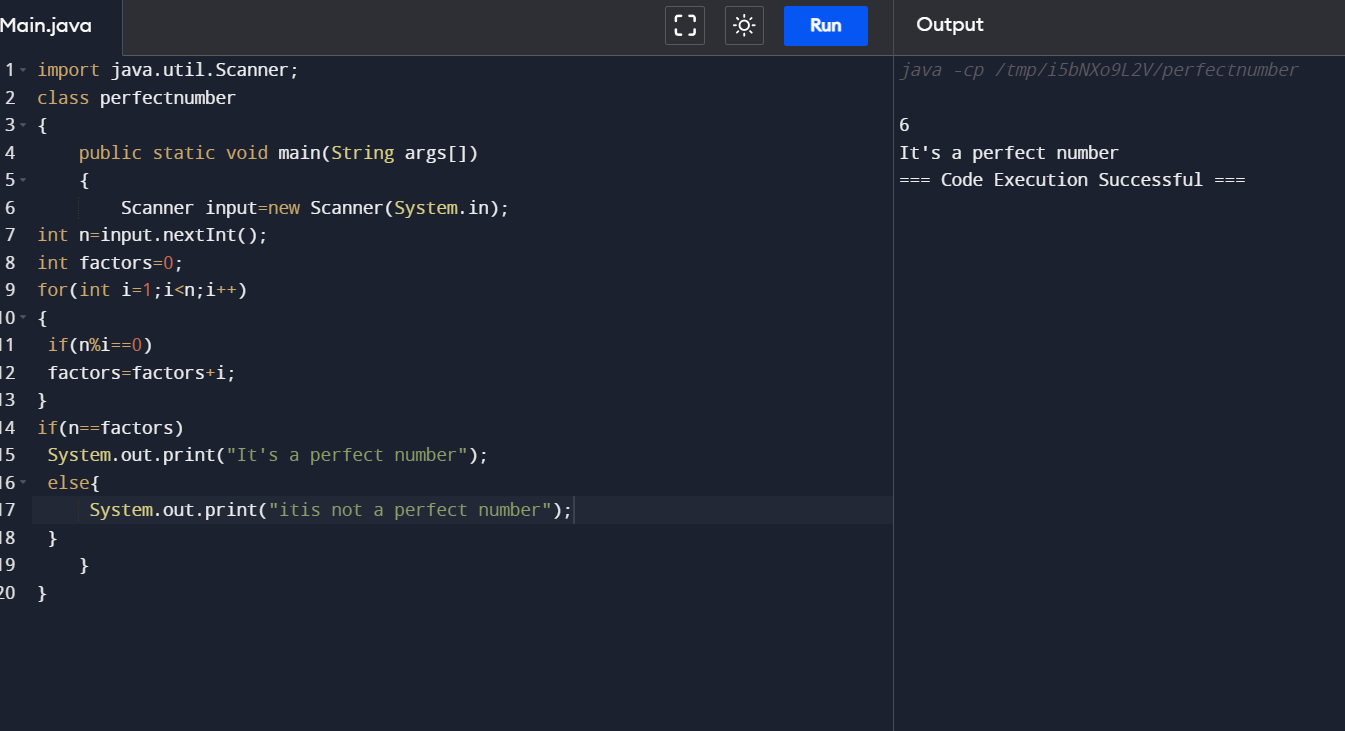 Main.java
Run
Output
1 import java.util.Scanner;
2 class perfectnumber
3 {
4     public static void main(String args[])
5     {
6         Scanner input=new Scanner(System.in);
7 int n=input.nextInt();
8 int factors=0;
9 for(int i=1;i<n;i++)
10 {
11  if(n%i==0)
12  factors=factors+i;
13 }
14 if(n==factors)
15  System.out.print("It's a perfect number");
16  else{
17      System.out.print("itis not a perfect number");
18  }
19     }
20 }
java -cp /tmp/i5bNXo9L2V/perfectnumber
6
It's a perfect number
=== Code Execution Successful ===